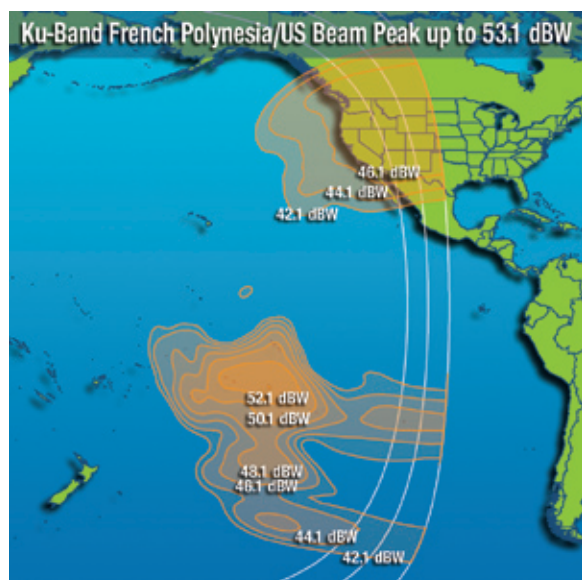 Ku-Band French Polynesia/US Beam Peak up to 53.1 dBW
46.1 dBW
44.1 dBW
42.1 dBW
52.1 dBW
50.1 dBW
48.1 dBW
46.1 dBW
44.1 dBW
42.1 dBW